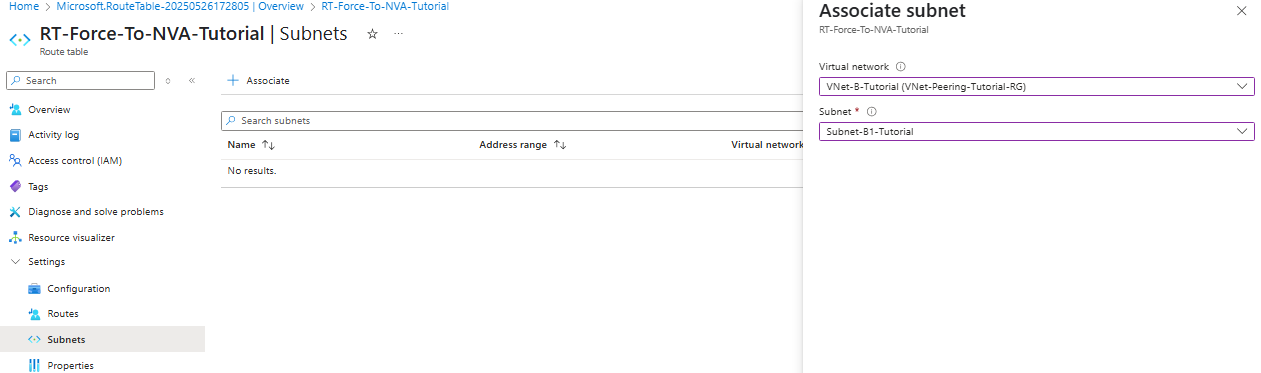 Home > Microsoft.RouteTable-20250526172805 | Overview > RT-Force-To-NVA-Tutorial
RT-Force-To-NVA-Tutorial | Subnets
Route table
Search
Overview
Activity log
Access control (IAM)
Tags
Diagnose and solve problems
Resource visualizer
Settings
Configuration
Routes
Subnets
Properties
Associate
Search subnets
Name Address range Virtual network
No results.
Associate subnet
RT-Force-To-NVA-Tutorial
Virtual network
VNet-B-Tutorial (VNet-Peering-Tutorial-RG)
Subnet *
Subnet-B1-Tutorial